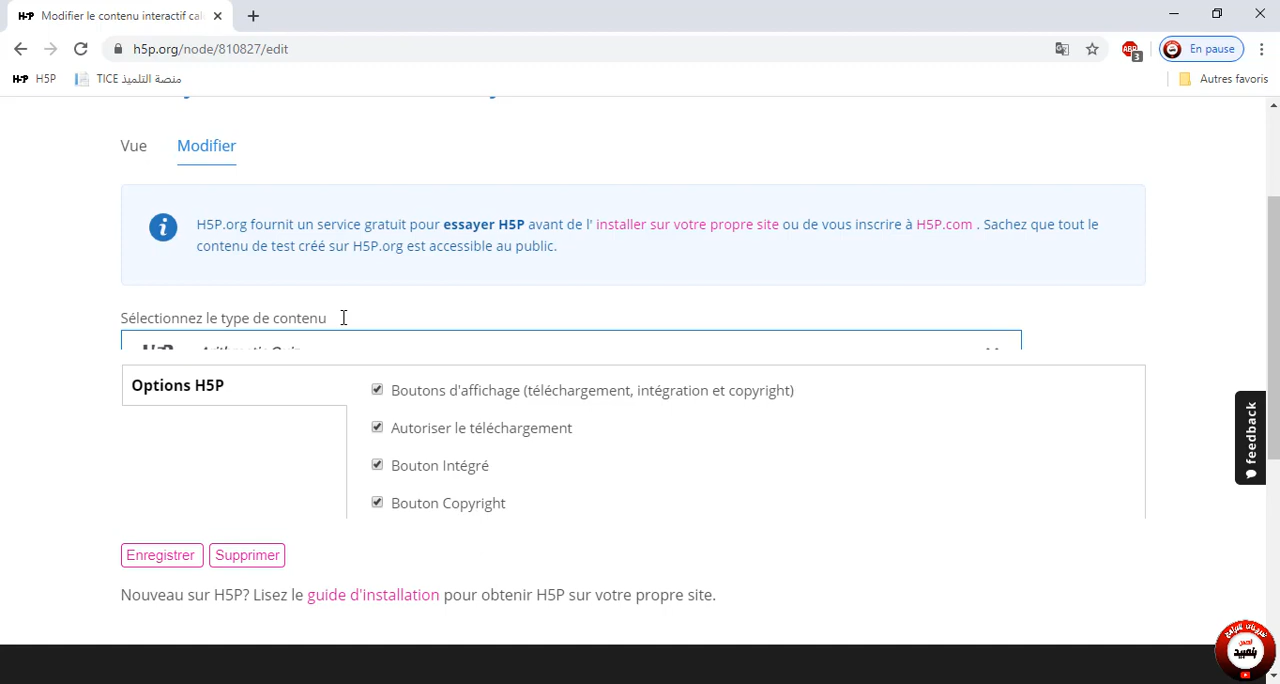 H-P Modifier le contenu interactif cal
h5p.org/node/810827/edit
ABP 3
En pause
H-P H5P
منصة التلميذ TICE
Autres favoris
Vue
Modifier
H5P.org fournit un service gratuit pour essayer H5P avant de l' installer sur votre propre site ou de vous inscrire à H5P.com . Sachez que tout le
contenu de test créé sur H5P.org est accessible au public.
Sélectionnez le type de contenu
Options H5P
Boutons d'affichage (téléchargement, intégration et copyright)
Autoriser le téléchargement
Bouton Intégré
Bouton Copyright
feedback
Enregistrer
Supprimer
Nouveau sur H5P? Lisez le guide d'installation pour obtenir H5P sur votre propre site.